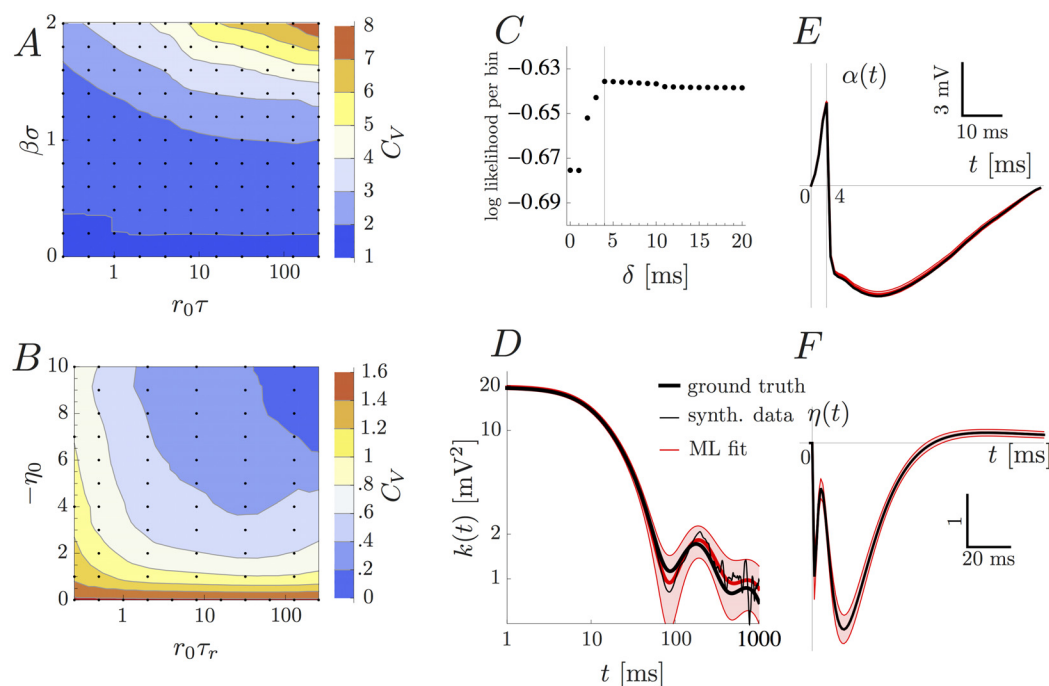 A
2
1
0
βσ
1
10
100
r₀τ
8
7
6
5
4
3
2
1
C_V
B
10
8
6
4
2
0
−η₀
1
10
100
r₀τ_r
1.6
1.4
1.2
1
.8
.6
.4
.2
0
C_V
C
log likelihood per bin
−0.63
−0.65
−0.67
−0.69
0
5
10
15
20
δ [ms]
D
k(t) [mV²]
20
10
2
1
1
10
100
1000
t [ms]
ground truth
synth. data
ML fit
E
α(t)
3 mV
10 ms
t [ms]
0
4
F
η(t)
0
t [ms]
1
20 ms